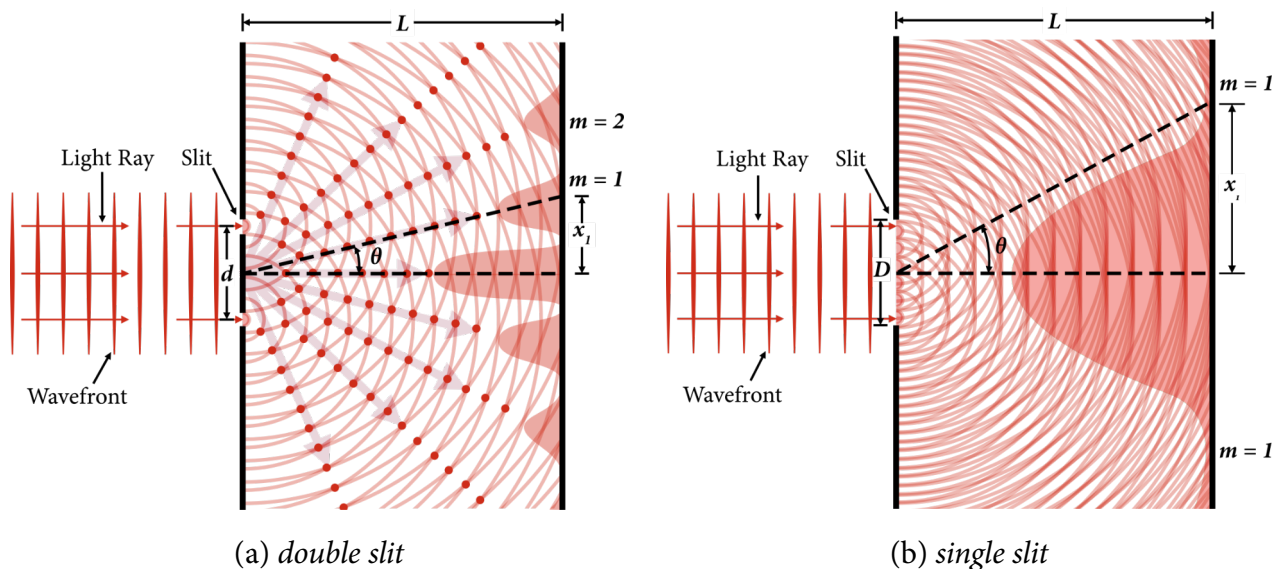 L
m = 2
Light Ray
Slit
m = 1
d
θ
x₁
Wavefront
(a) double slit
L
m = 1
Light Ray
Slit
D
θ
x₁
Wavefront
m = 1
(b) single slit